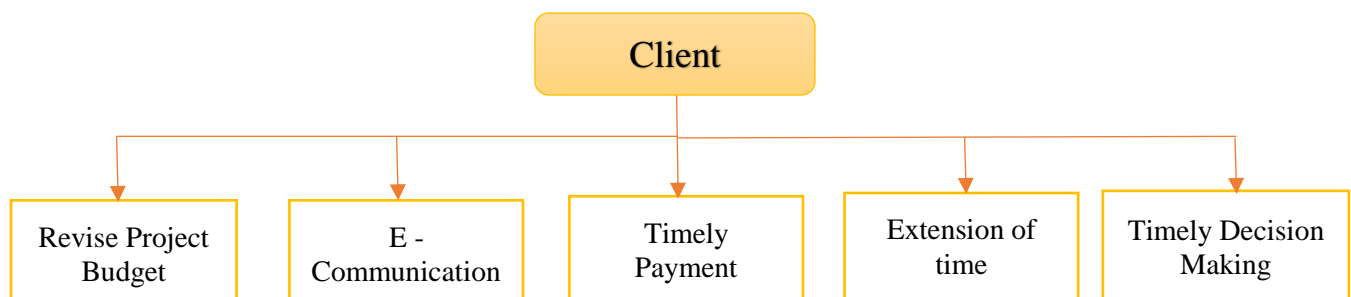 Client
Revise Project
Budget
E -
Communication
Timely
Payment
Extension of
time
Timely Decision
Making